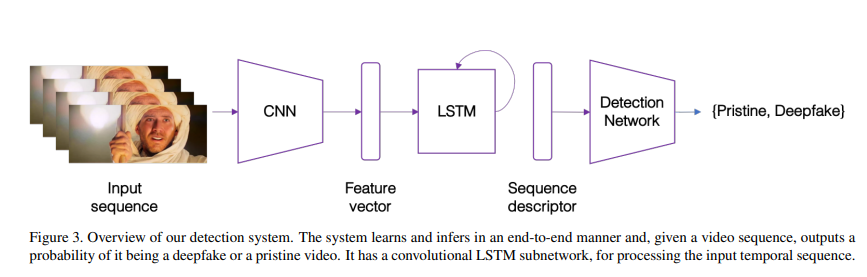 CNN
LSTM
Detection
Network
{Pristine, Deepfake}
Input
sequence
Feature
vector
Sequence
descriptor
Figure 3. Overview of our detection system. The system learns and infers in an end-to-end manner and, given a video sequence, outputs a
probability of it being a deepfake or a pristine video. It has a convolutional LSTM subnetwork, for processing the input temporal sequence.